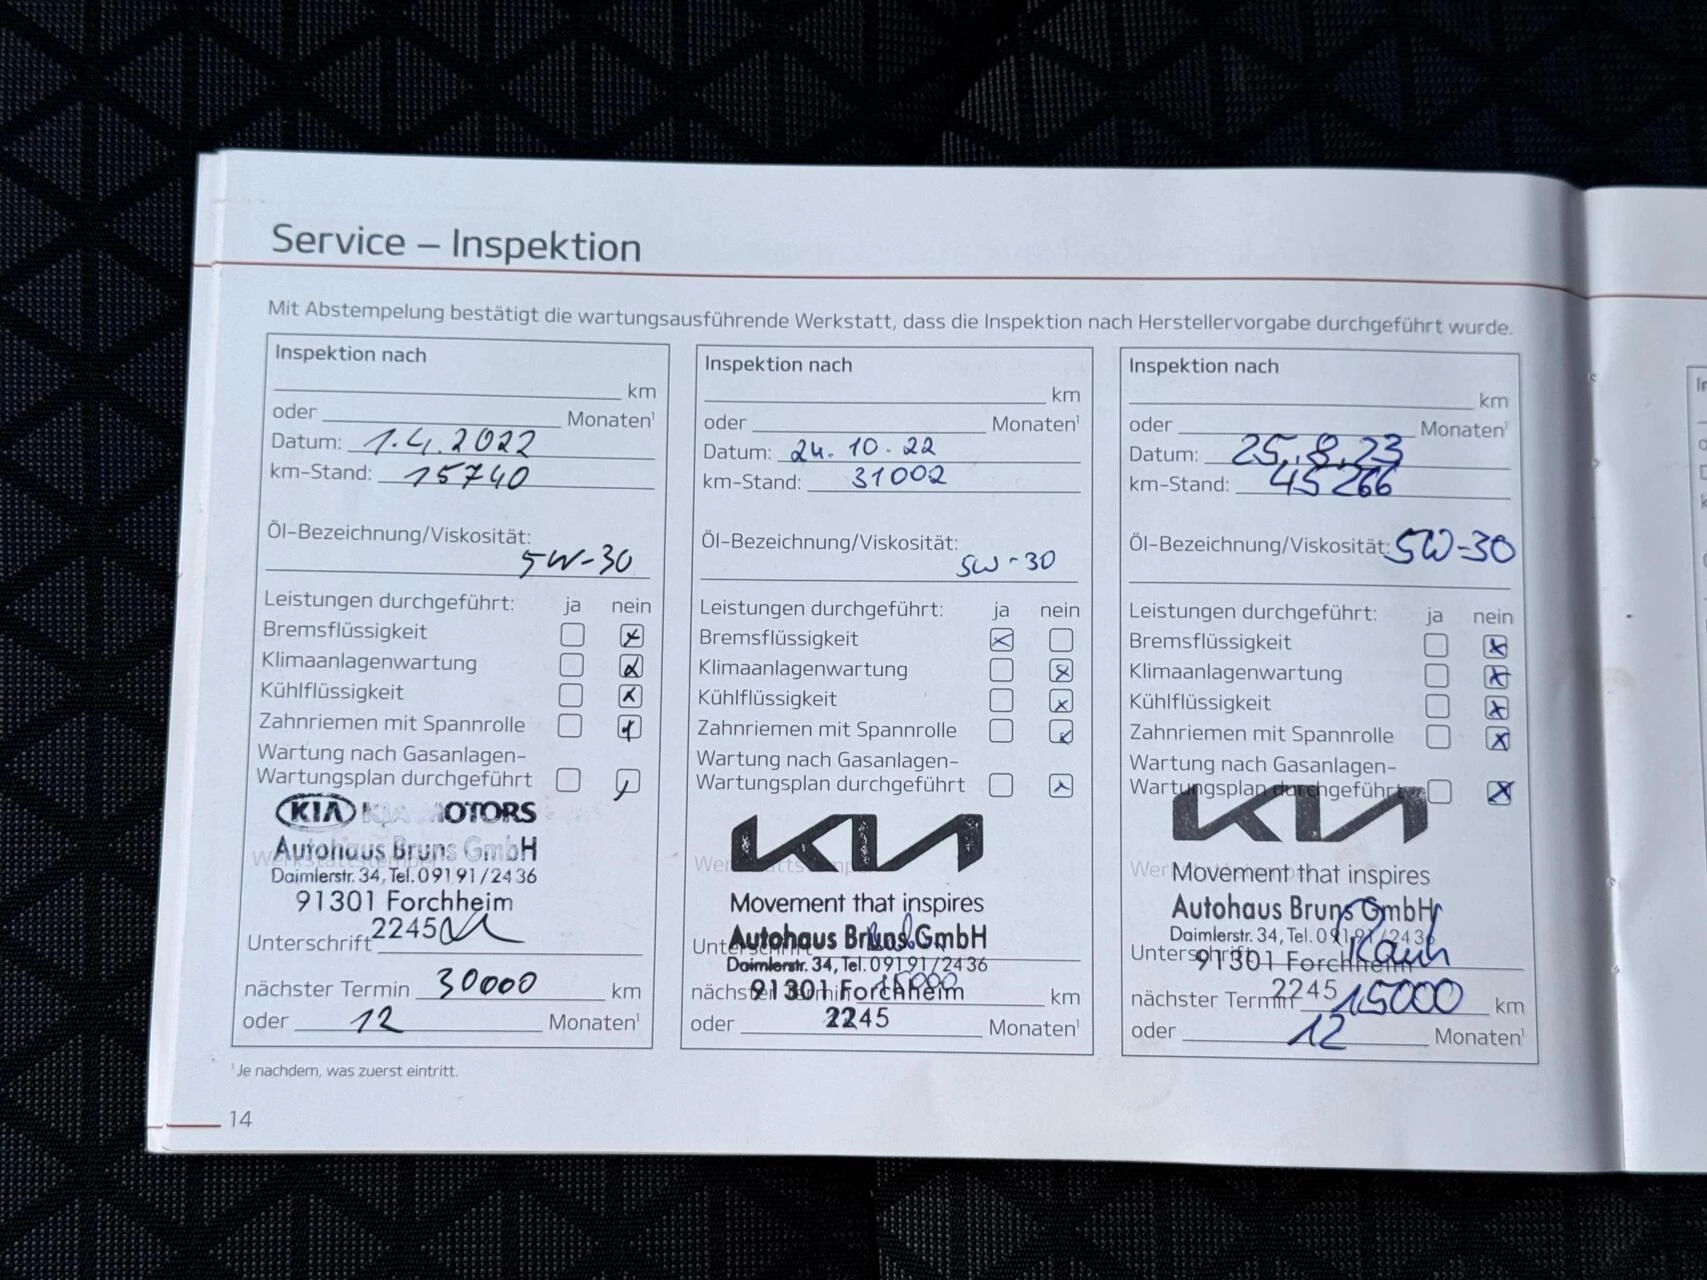 Service – Inspektion
Mit Abstempelung bestätigt die wartungsausführende Werkstatt, dass die Inspektion nach Herstellervorgabe durchgeführt wurde.
Inspektion nach
km
oder Monaten¹
Datum: 1.4.2022
km-Stand: 15740
Öl-Bezeichnung/Viskosität:
5W-30
Leistungen durchgeführt: ja nein
Bremsflüssigkeit
Klimaanlagenwartung
Kühlflüssigkeit
Zahnriemen mit Spannrolle
Wartung nach Gasanlagen-
Wartungsplan durchgeführt
KIA KIA MOTORS
Autohaus Bruns GmbH
Daimlerstr. 34, Tel. 09191/2436
91301 Forchheim
2245
Unterschrift
nächster Termin 30000 km
oder 12 Monaten¹
Inspektion nach
km
oder Monaten¹
Datum: 24.10.22
km-Stand: 31002
Öl-Bezeichnung/Viskosität:
5W-30
Leistungen durchgeführt: ja nein
Bremsflüssigkeit
Klimaanlagenwartung
Kühlflüssigkeit
Zahnriemen mit Spannrolle
Wartung nach Gasanlagen-
Wartungsplan durchgeführt
KIA
Movement that inspires
Autohaus Bruns GmbH
Daimlerstr. 34, Tel. 09191/2436
Unterschrift
91301 Forchheim
nächster Termin 15000 km
2245
oder Monaten¹
Inspektion nach
km
oder Monaten¹
Datum: 25.8.23
km-Stand: 45266
Öl-Bezeichnung/Viskosität: 5W-30
Leistungen durchgeführt: ja nein
Bremsflüssigkeit
Klimaanlagenwartung
Kühlflüssigkeit
Zahnriemen mit Spannrolle
Wartung nach Gasanlagen-
Wartungsplan durchgeführt
KIA
Movement that inspires
Autohaus Bruns GmbH
Daimlerstr. 34, Tel. 09191/2436
Unterschrift
91301 Forchheim
2245
nächster Termin 15000 km
oder 12 Monaten¹
¹ Je nachdem, was zuerst eintritt.
14